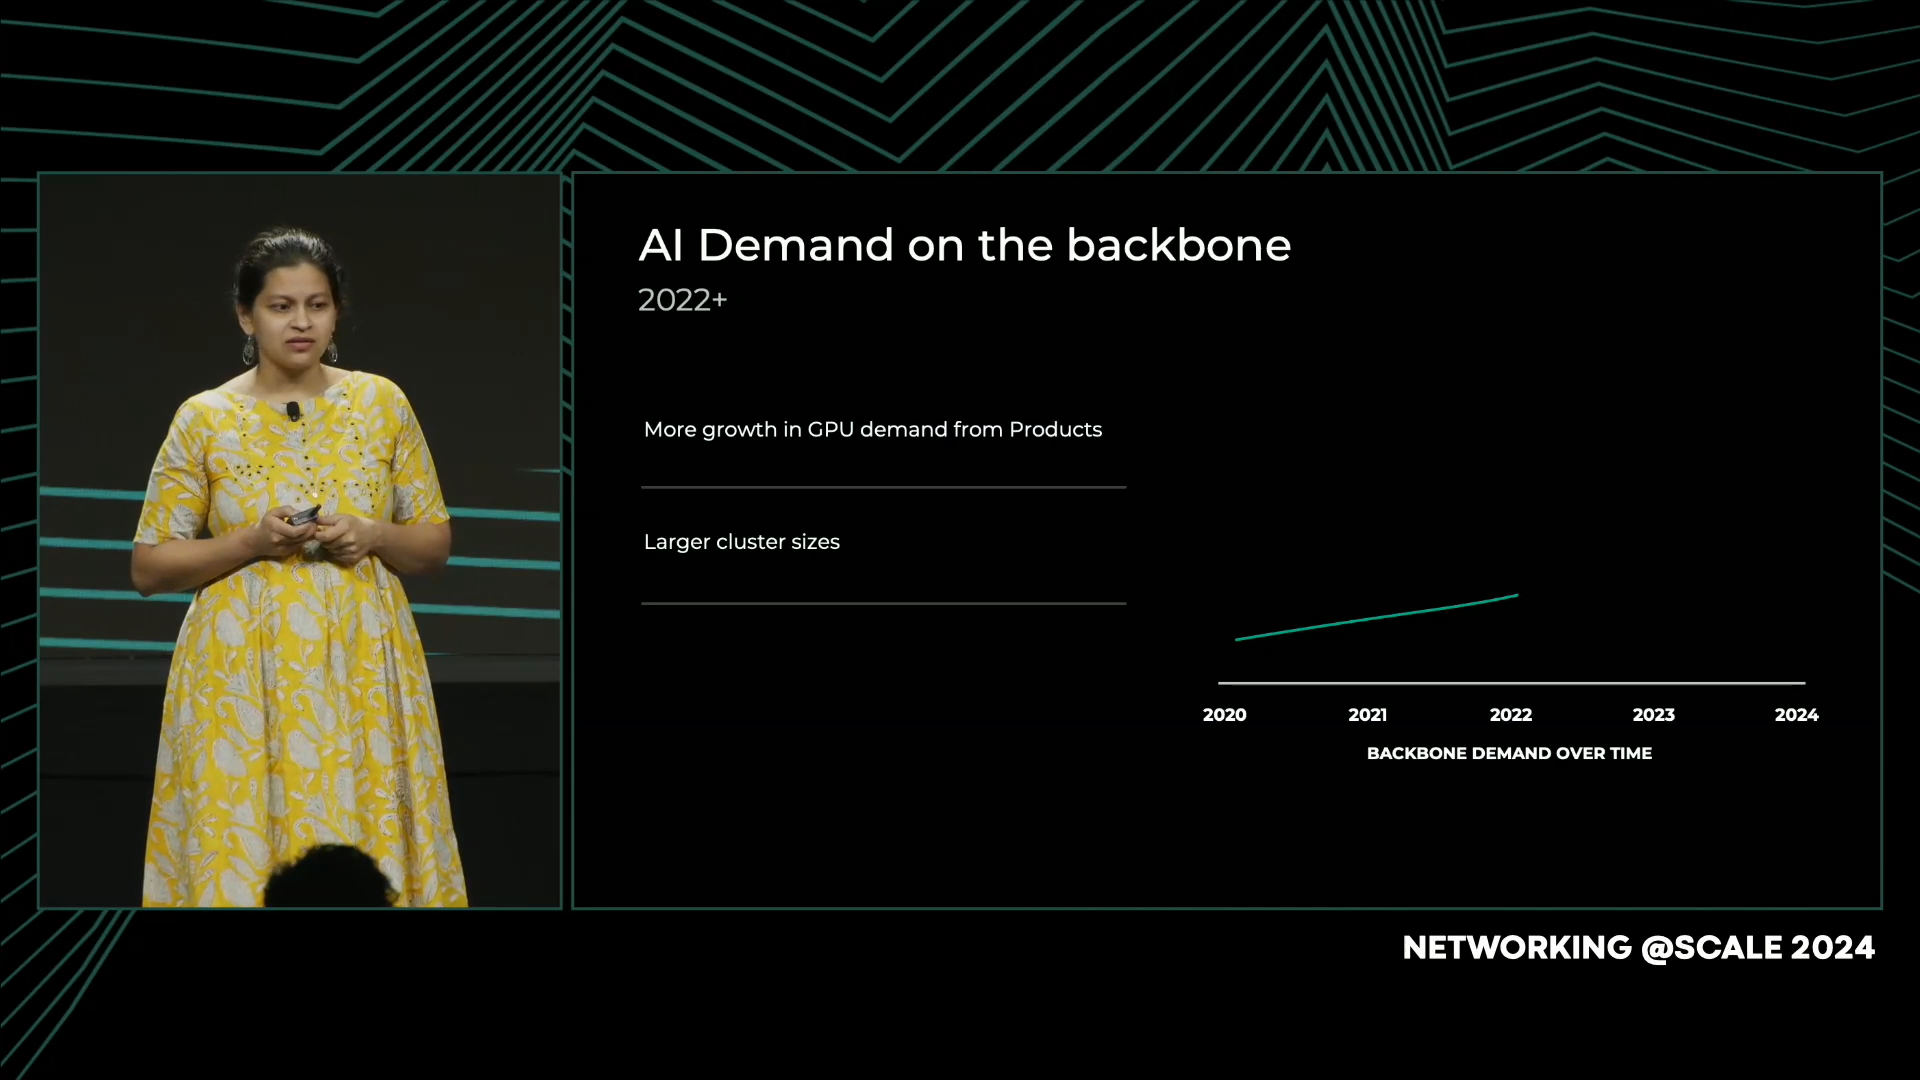 AI Demand on the backbone
2022+
More growth in GPU demand from Products
Larger cluster sizes
2020 2021 2022 2023 2024
BACKBONE DEMAND OVER TIME
NETWORKING @SCALE 2024